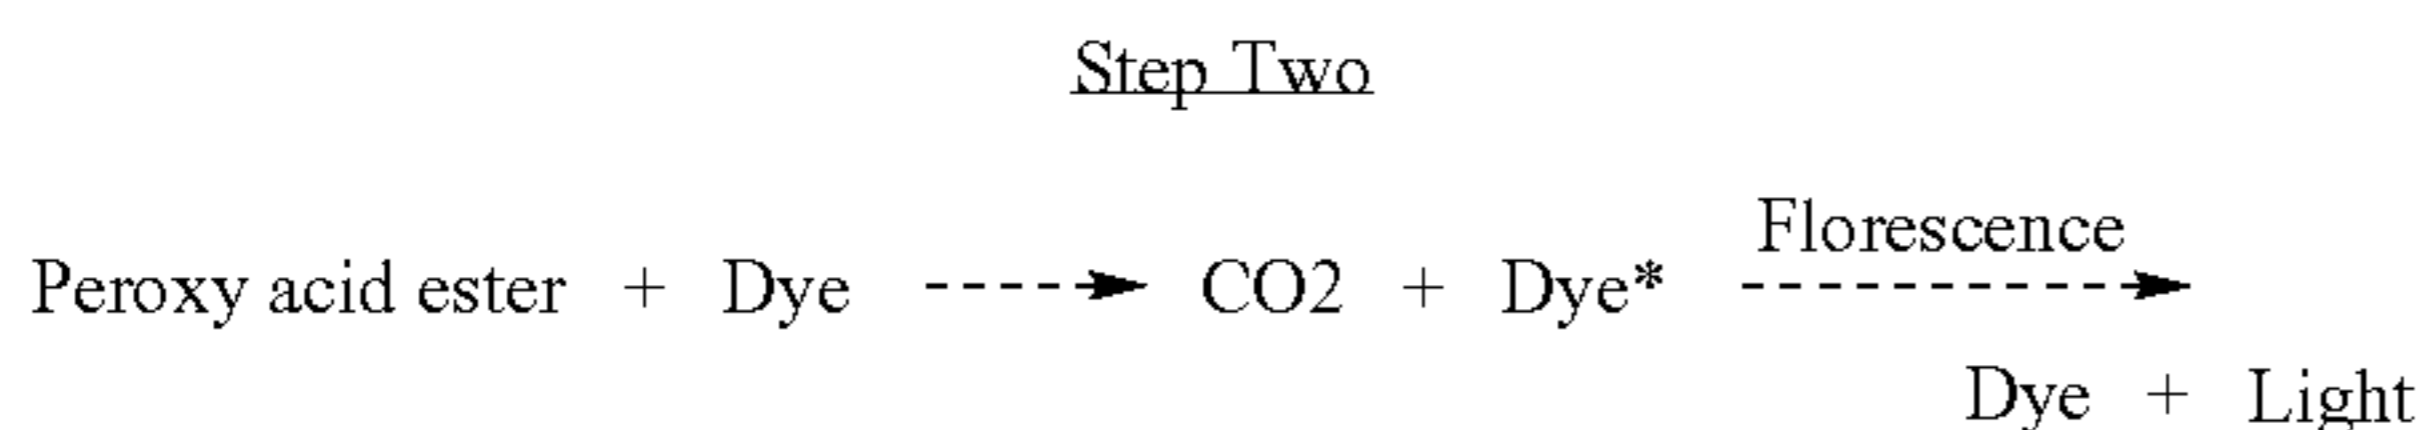 Step Two
Florescence
Peroxy acid ester + Dye CO2 + Dye*
Dye + Light